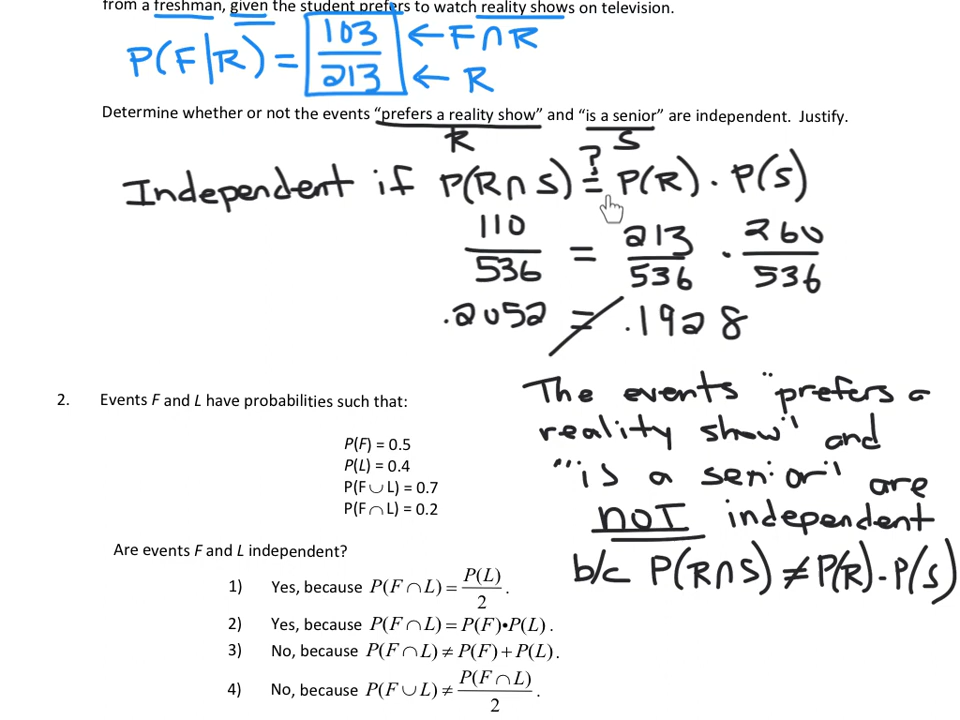 from a freshman, given the student prefers to watch reality shows on television.
P(F|R) = 103/213 ← F∩R ← R
Determine whether or not the events “prefers a reality show” and “is a senior” are independent. Justify.
R S
Independent if P(R∩S) ?= P(R) · P(S)
110/536 = 213/536 · 260/536
.2052 ≠ .1928
The events "prefers a
reality show" and
"is a senior" are
NOT independent
b/c P(R∩S) ≠ P(R)·P(S)
2. Events F and L have probabilities such that:
P(F) = 0.5
P(L) = 0.4
P(F∪L) = 0.7
P(F∩L) = 0.2
Are events F and L independent?
1) Yes, because P(F∩L) = P(L)/2.
2) Yes, because P(F∩L) = P(F)•P(L).
3) No, because P(F∩L) ≠ P(F)+P(L).
4) No, because P(F∪L) ≠ P(F∩L)/2.